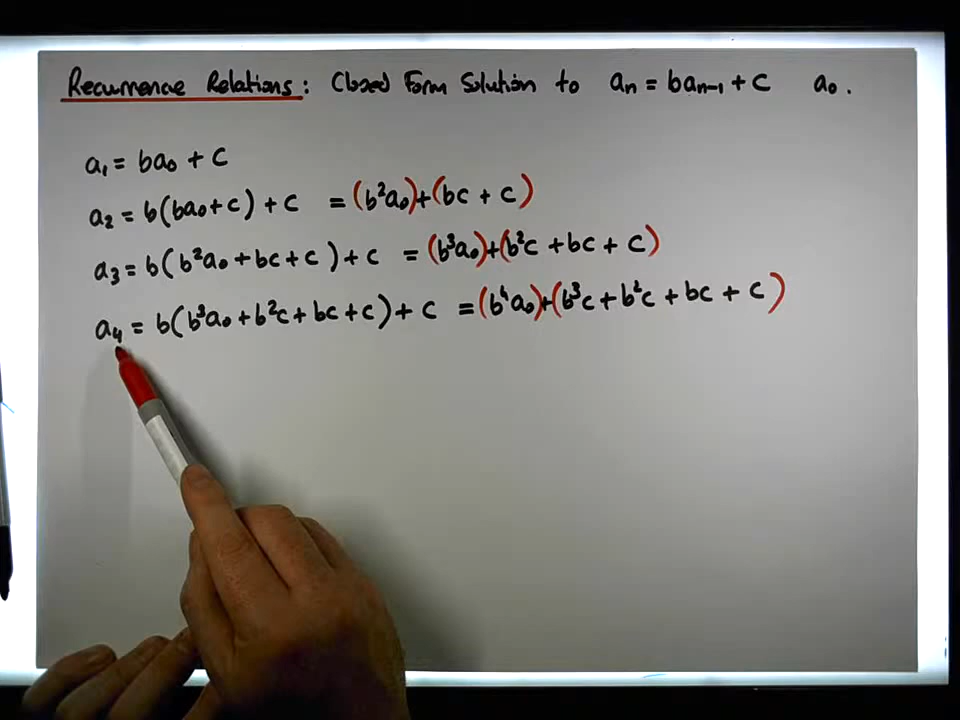 Recurrence Relations: Closed Form Solution to aₙ = baₙ₋₁ + C a₀.
a₁ = ba₀ + C
a₂ = b(ba₀+c) + c = (b²a₀)+(bc + c)
a₃ = b(b²a₀ + bc + c) + c = (b³a₀)+(b²c + bc + c)
a₄ = b(b³a₀ + b²c + bc + c) + c = (b⁴a₀)+(b³c + b²c + bc + c)